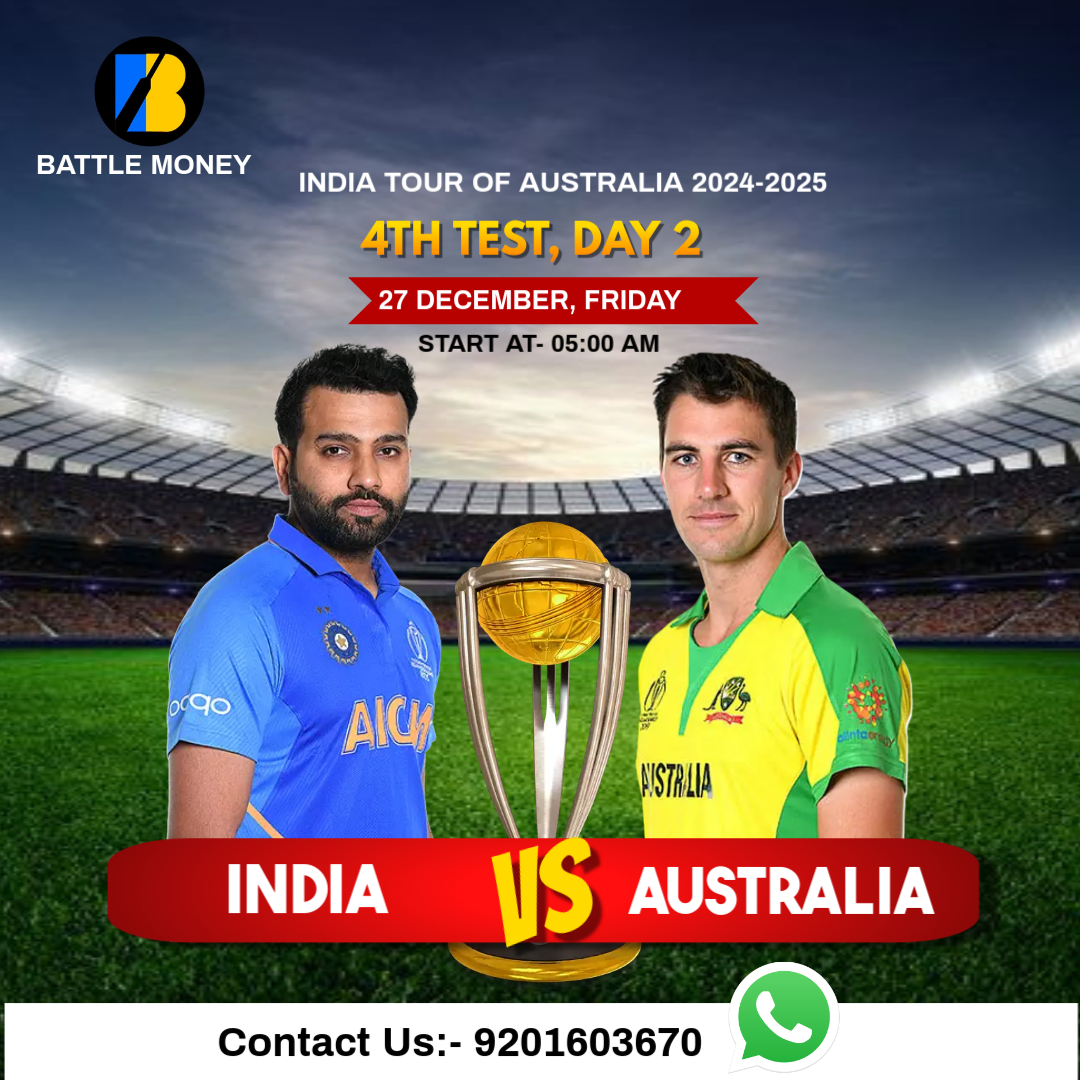 BATTLE MONEY
INDIA TOUR OF AUSTRALIA 2024-2025
4TH TEST, DAY 2
27 DECEMBER, FRIDAY
START AT- 05:00 AM
AUSTRALIA
INDIA VS AUSTRALIA
Contact Us:- 9201603670